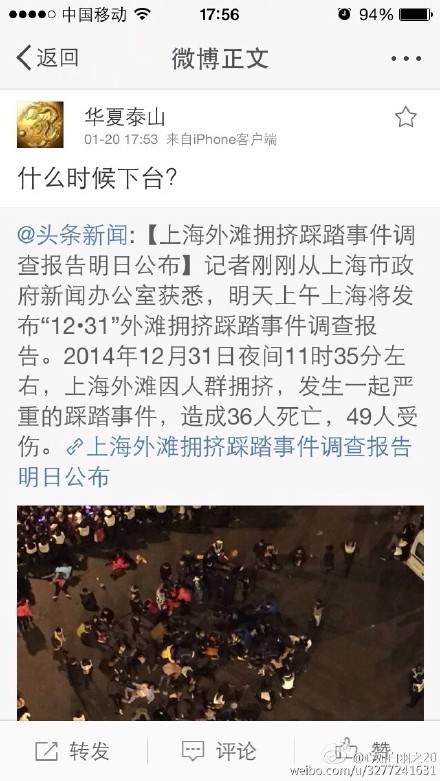 中国移动 17:56 94%
返回 微博正文
华夏泰山
01-20 17:53 来自iPhone客户端
什么时候下台?
@头条新闻:【上海外滩拥挤踩踏事件调
查报告明日公布】记者刚刚从上海市政
府新闻办公室获悉，明天上午上海将发
布“12•31”外滩拥挤踩踏事件调查报
告。2014年12月31日夜间11时35分左
右，上海外滩因人群拥挤，发生一起严
重的踩踏事件，造成36人死亡，49人受
伤。上海外滩拥挤踩踏事件调查报告
明日公布
转发 评论 赞
weibo.com/u/3277241631